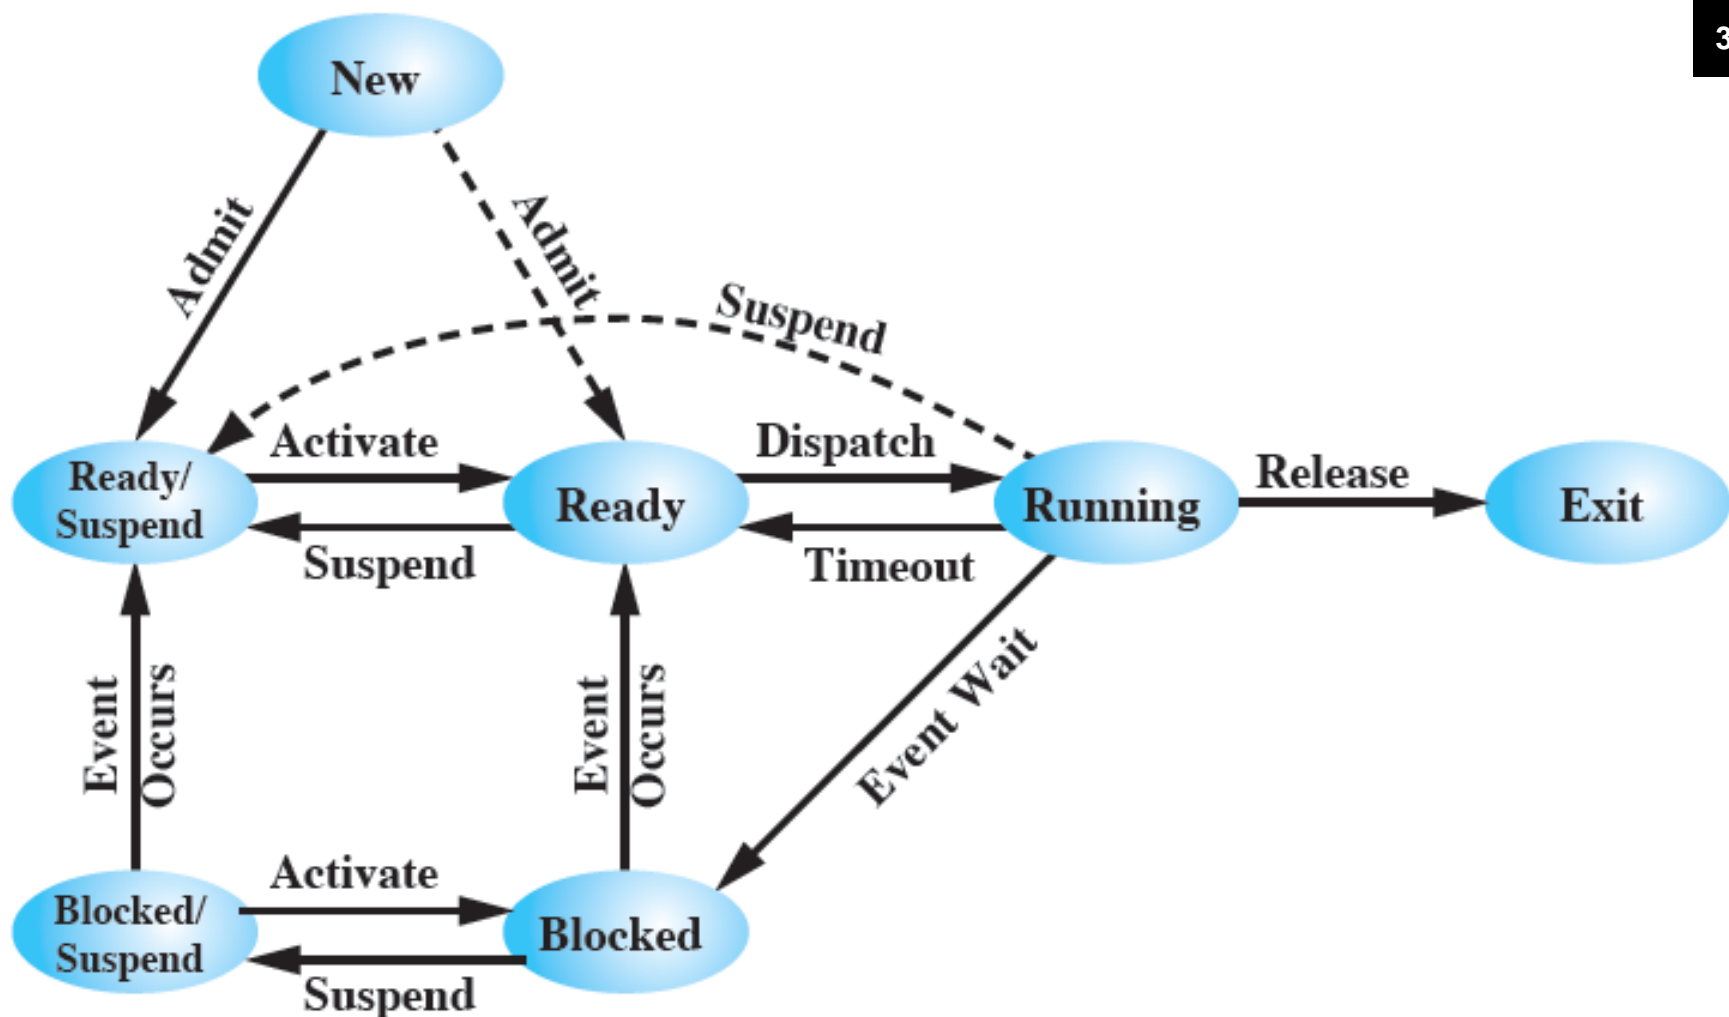 3
New
Admit
Admit
Suspend
Activate
Dispatch
Release
Ready/
Suspend
Ready
Running
Exit
Suspend
Timeout
Event
Occurs
Event
Occurs
Event Wait
Activate
Blocked/
Suspend
Blocked
Suspend